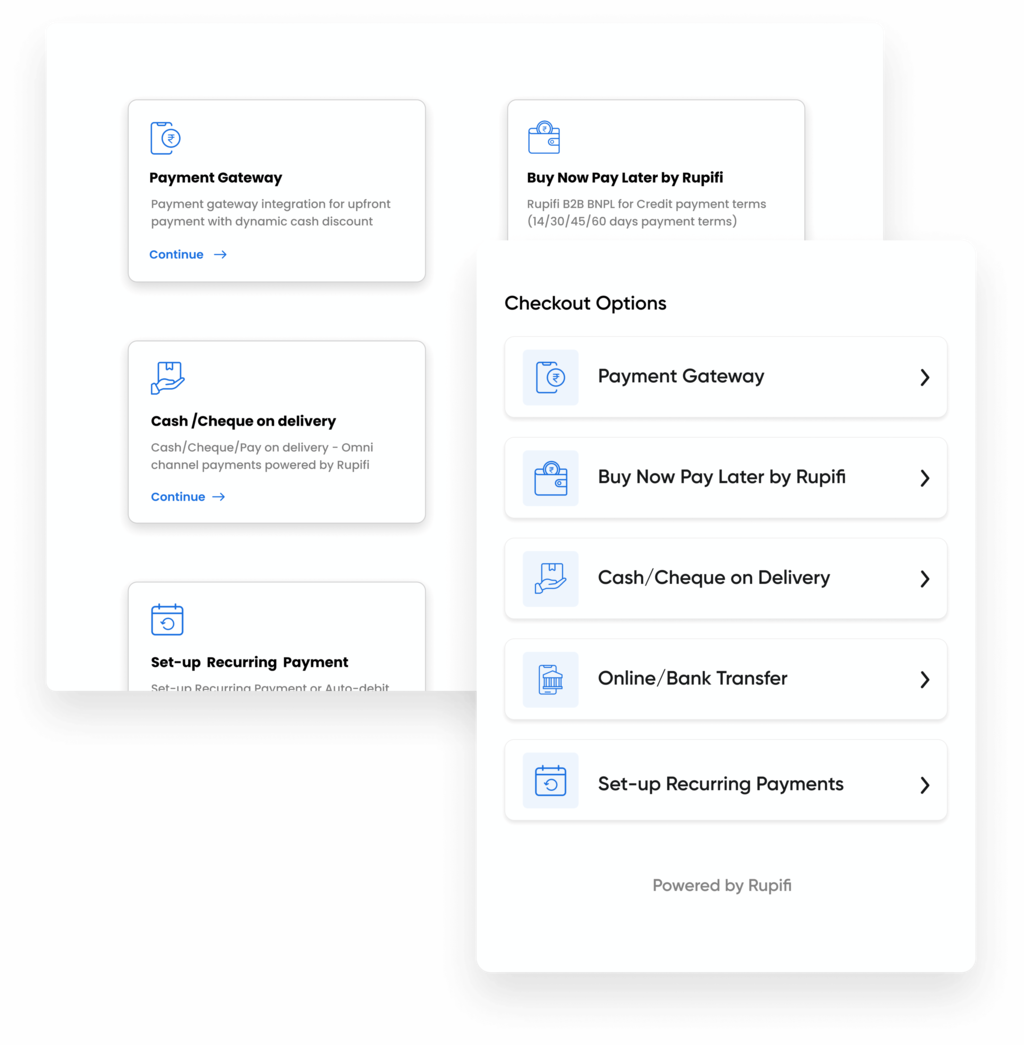 Payment Gateway
Payment gateway integration for upfront
payment with dynamic cash discount
Continue →
Buy Now Pay Later by Rupifi
Rupifi B2B BNPL for Credit payment terms
(14/30/45/60 days payment terms)
Cash /Cheque on delivery
Cash/Cheque/Pay on delivery - Omni
channel payments powered by Rupifi
Continue →
Set-up Recurring Payment
Set-up Recurring Payment or Auto-debit
Checkout Options
Payment Gateway
Buy Now Pay Later by Rupifi
Cash/Cheque on Delivery
Online/Bank Transfer
Set-up Recurring Payments
Powered by Rupifi